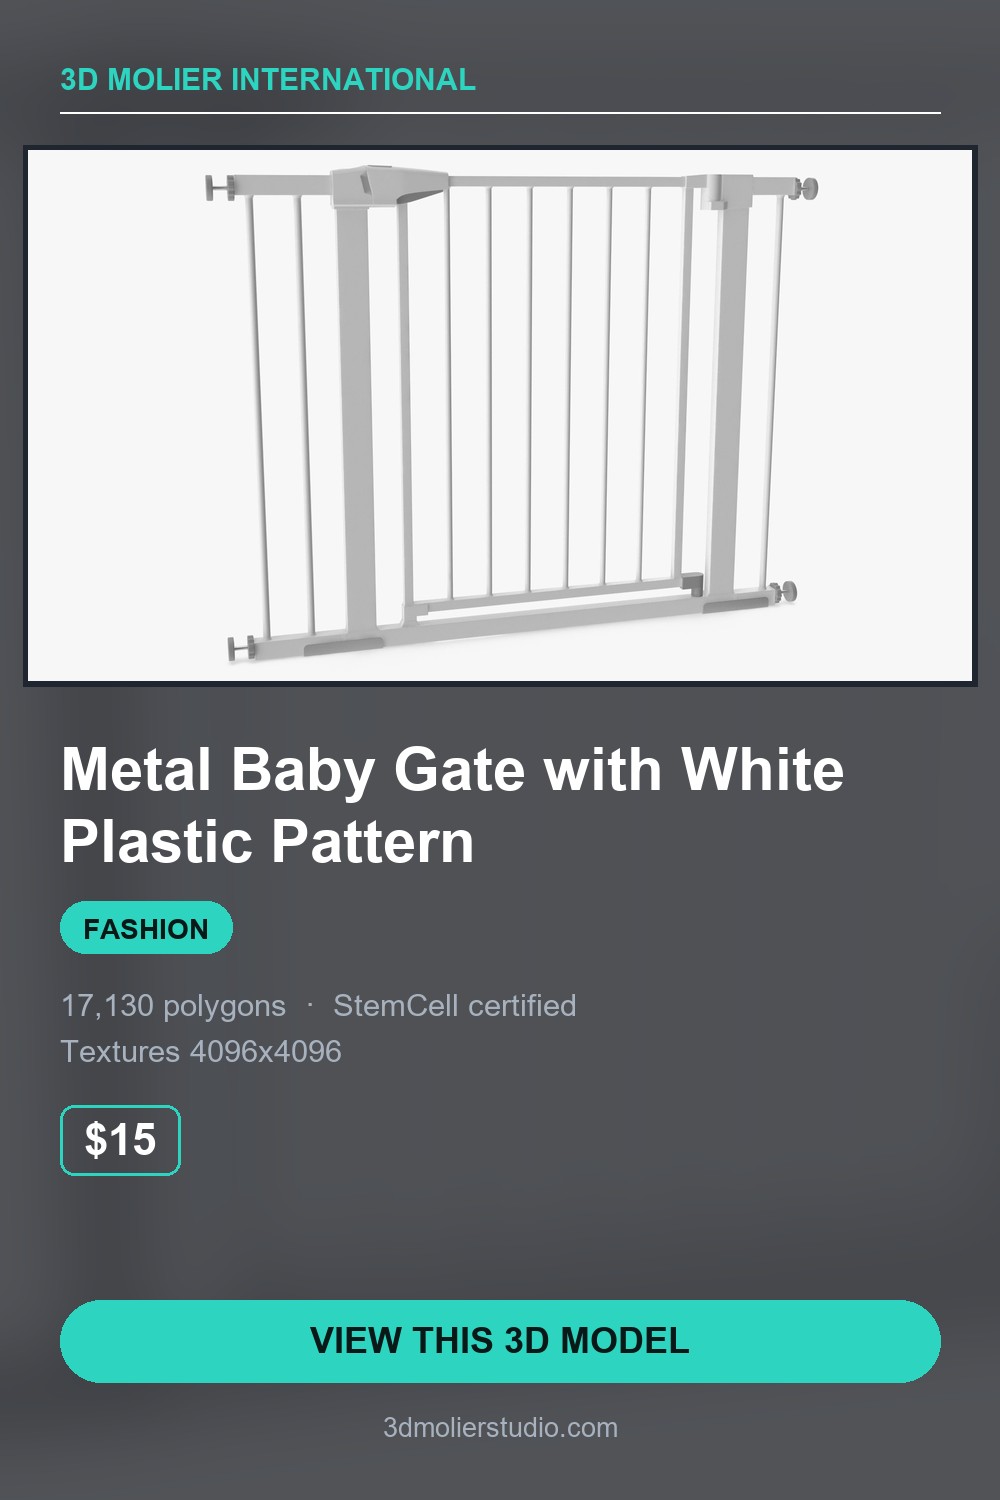 3D MOLIER INTERNATIONAL
Metal Baby Gate with White
Plastic Pattern
FASHION
17,130 polygons · StemCell certified
Textures 4096x4096
$15
VIEW THIS 3D MODEL
3dmolierstudio.com